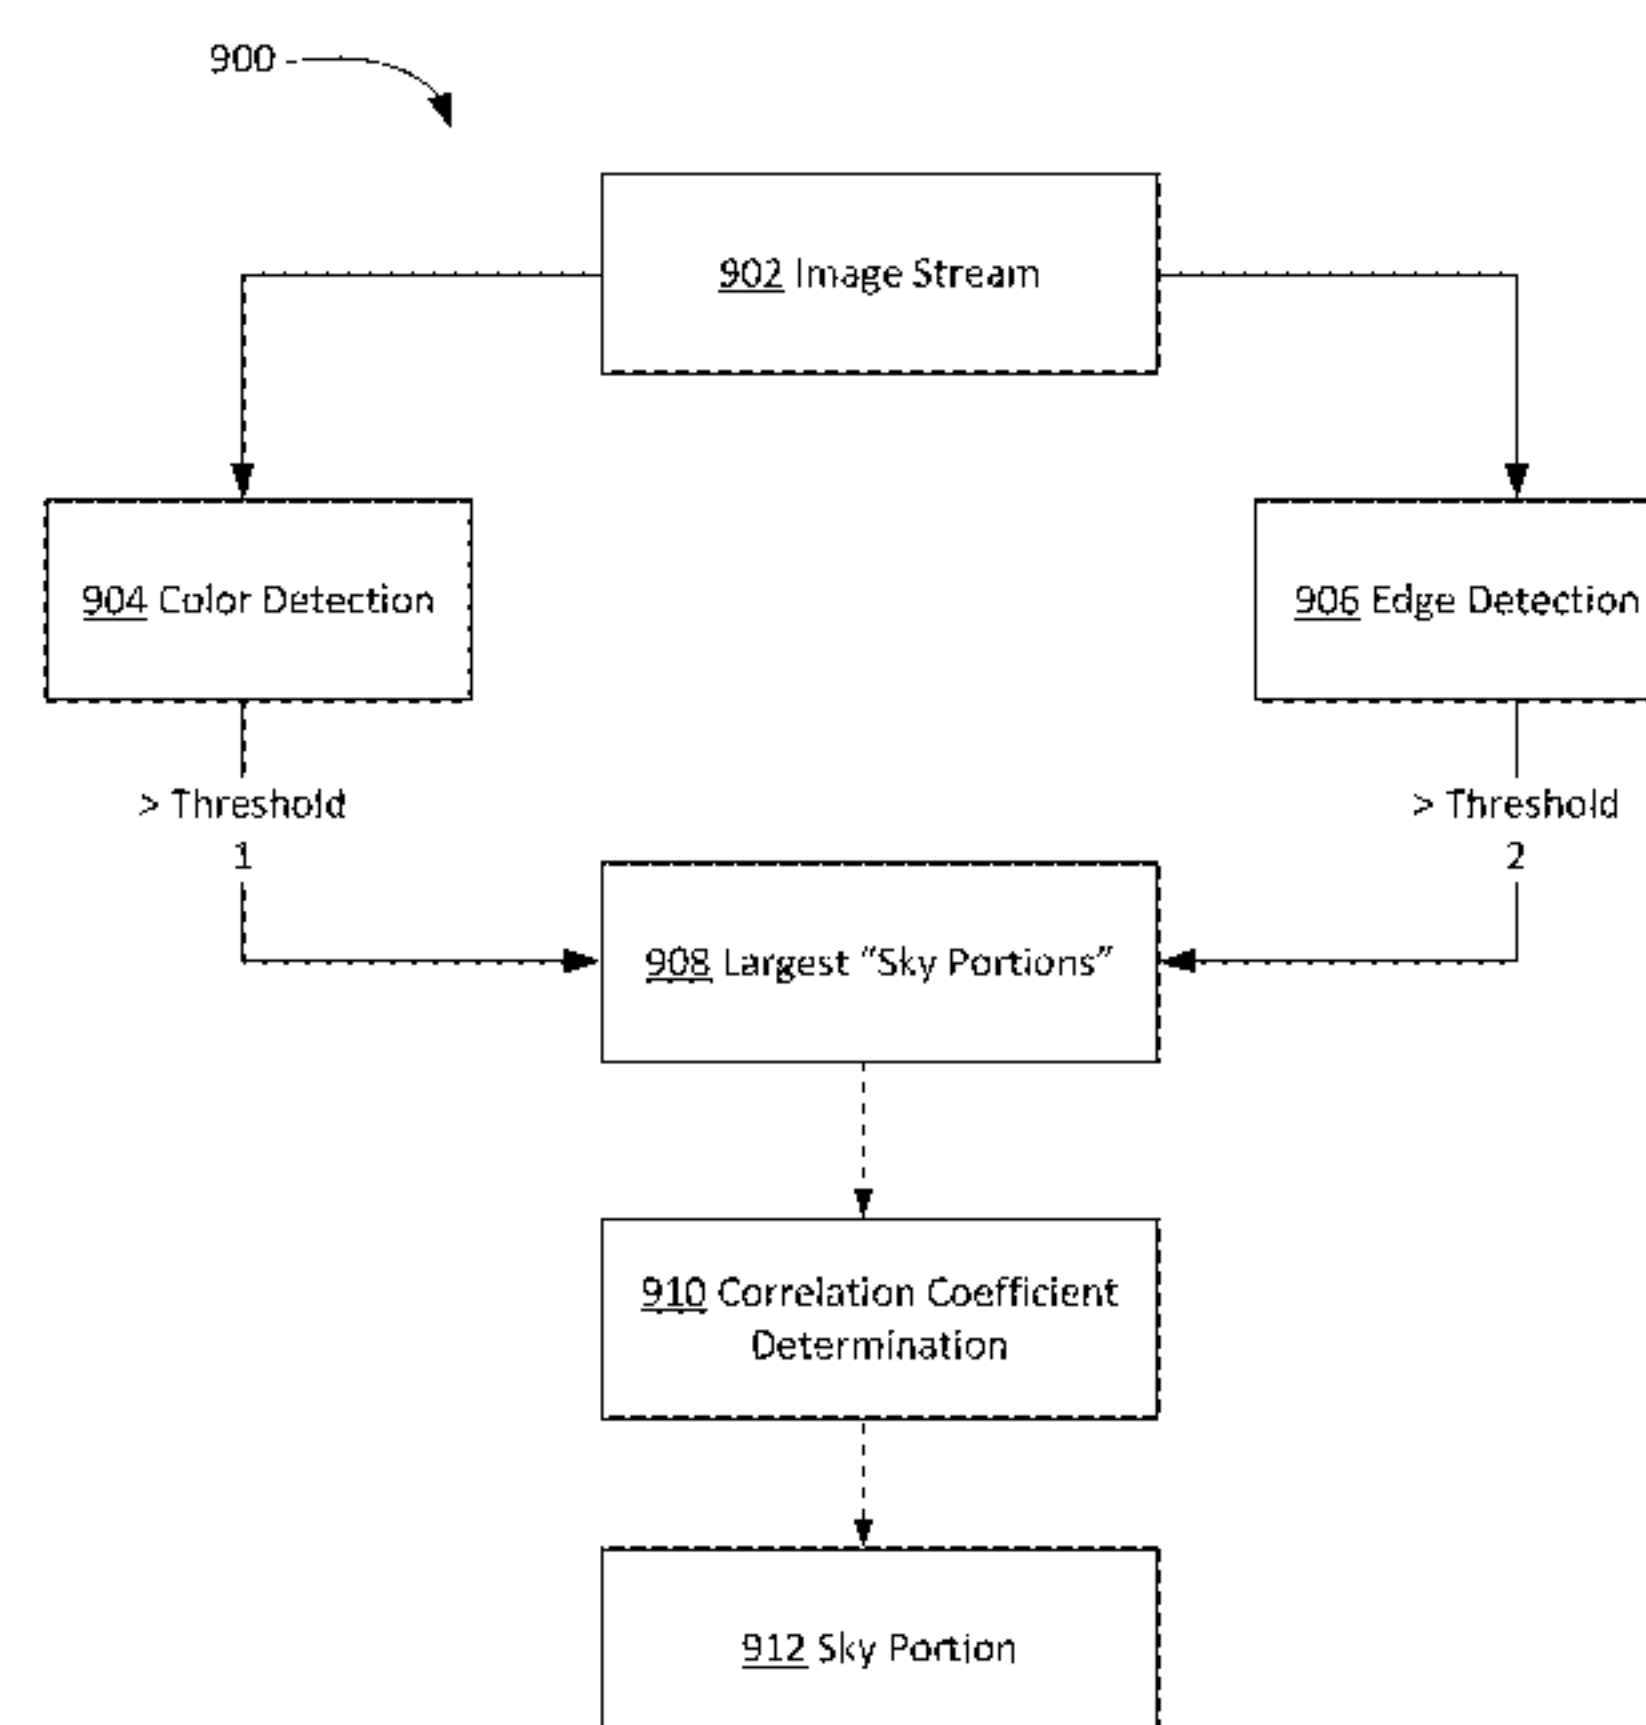 900
902 Image Stream
904 Color Detection
906 Edge Detection
> Threshold
1
> Threshold
2
908 Largest “Sky Portions”
910 Correlation Coefficient
Determination
912 Sky Portion